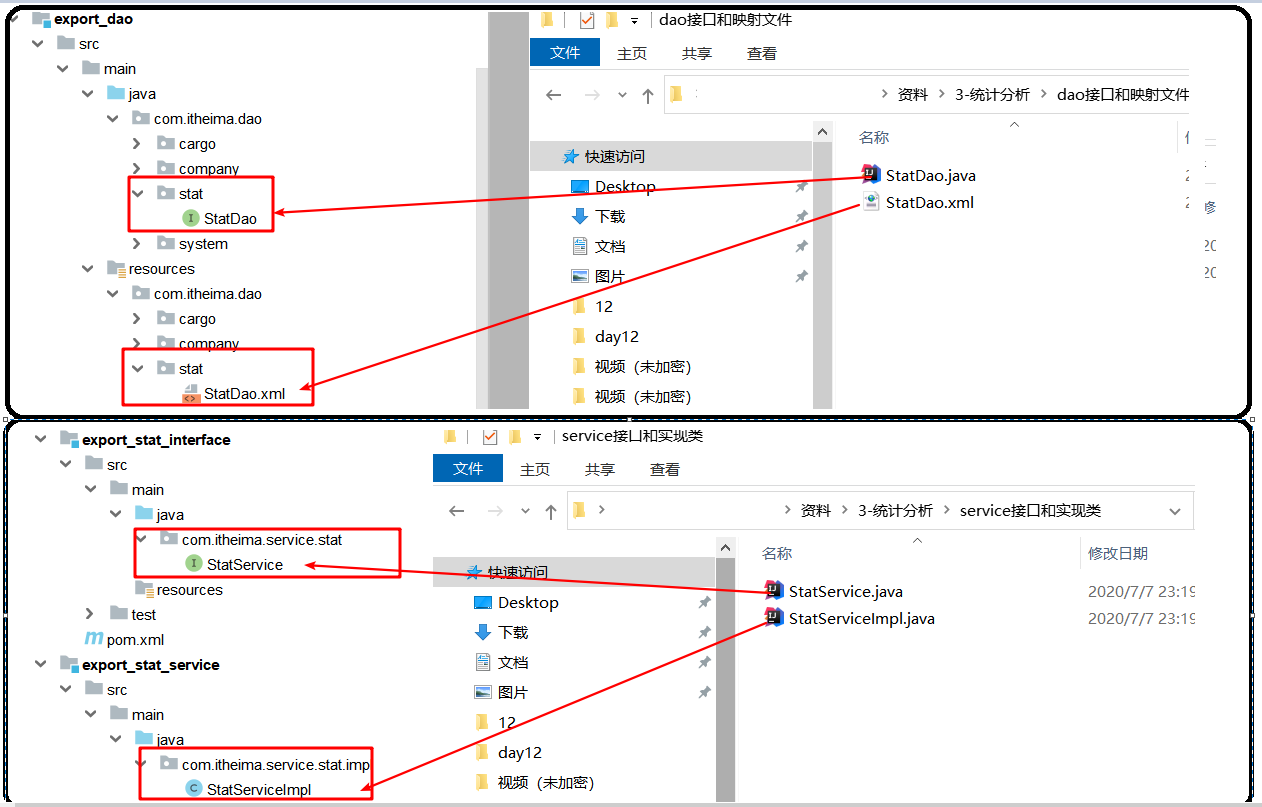 export_dao
src
main
java
com.itheima.dao
cargo
company
stat
StatDao
system
resources
com.itheima.dao
cargo
company
stat
StatDao.xml
dao接口和映射文件
文件 主页 共享 查看
资料 3-统计分析 dao接口和映射文件
名称
快速访问
Desktop
下载
文档
图片
12
day12
视频（未加密）
视频（未加密）
StatDao.java
StatDao.xml
修
export_stat_interface
src
main
java
com.itheima.service.stat
StatService
resources
test
pom.xml
export_stat_service
src
main
java
com.itheima.service.stat.imp
StatServiceImpl
service接口和实现类
文件 主页 共享 查看
资料 3-统计分析 service接口和实现类
名称 修改日期
快速访问
Desktop
下载
文档
图片
12
day12
视频（未加密）
StatService.java 2020/7/7 23:19
StatServiceImpl.java 2020/7/7 23:19